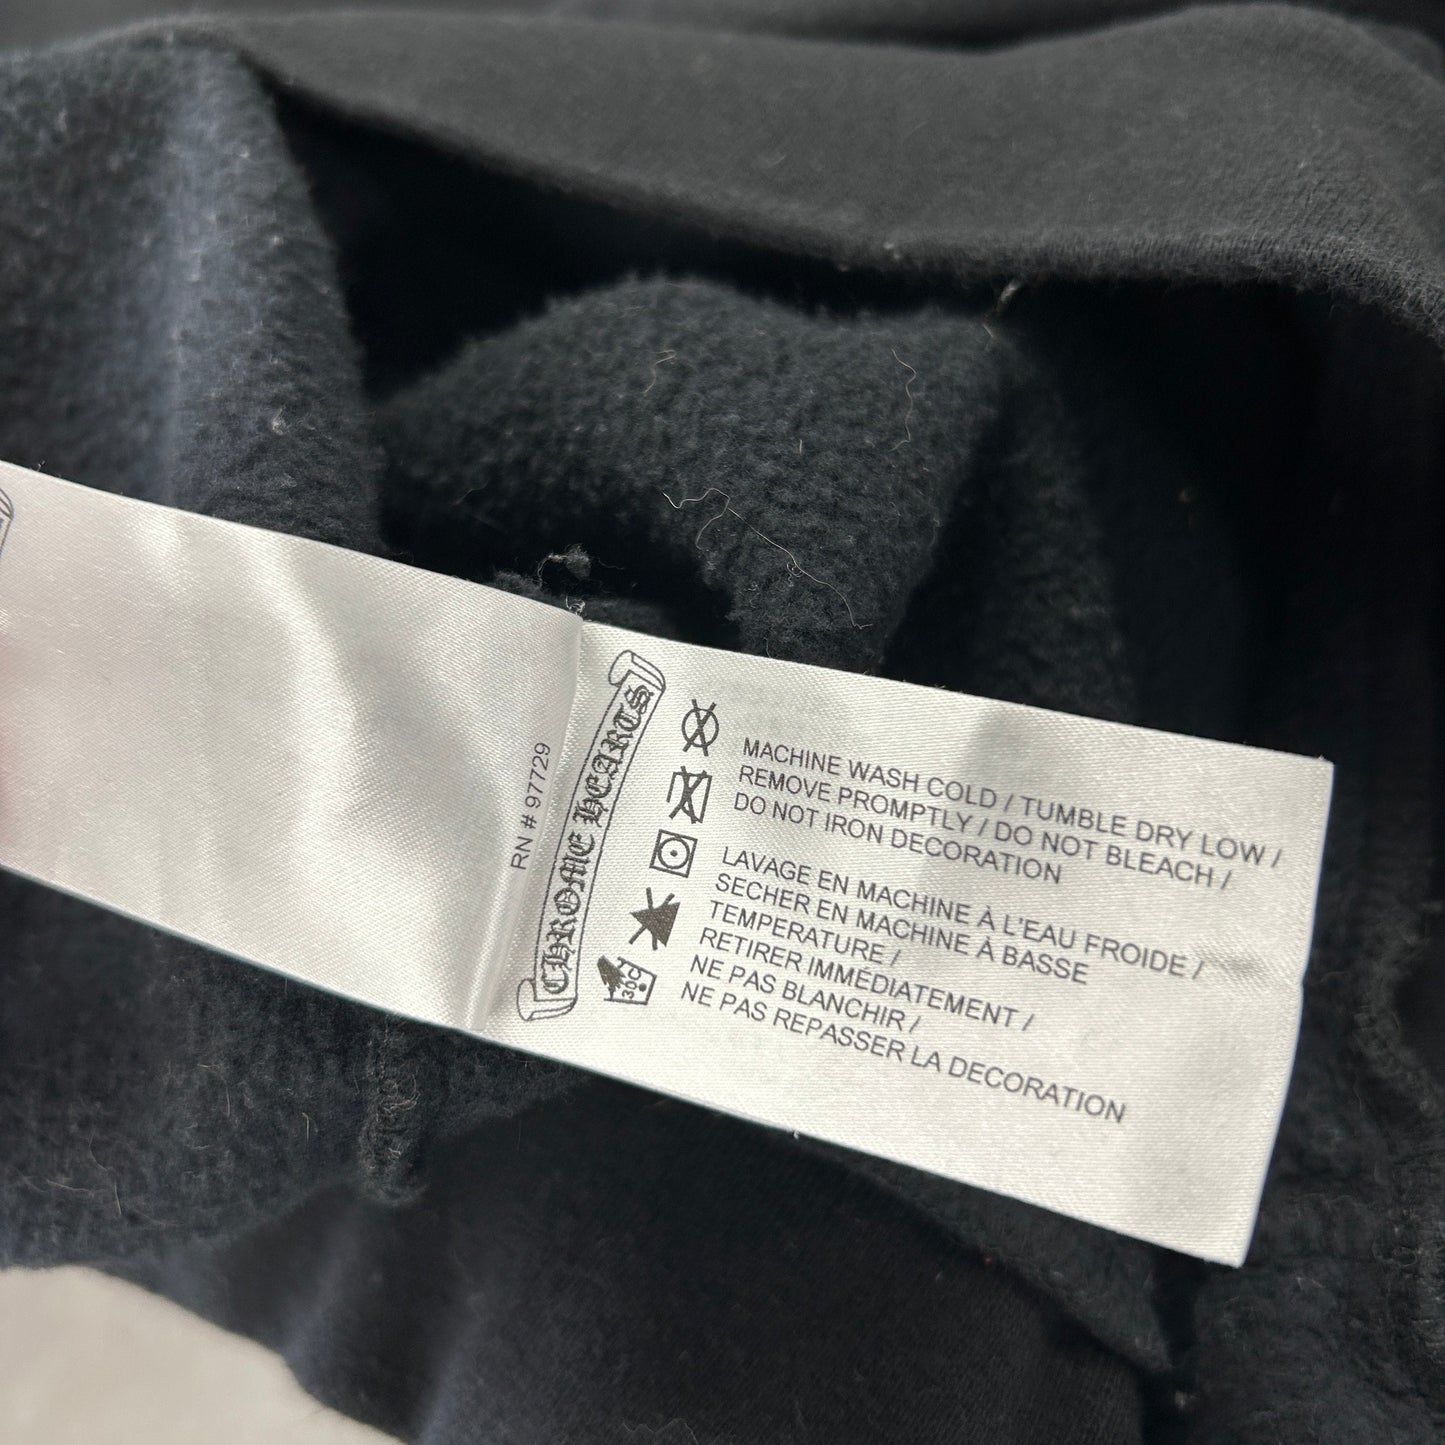 RN # 97729
CHROME HEARTS
30C
MACHINE WASH COLD / TUMBLE DRY LOW /
REMOVE PROMPTLY / DO NOT BLEACH /
DO NOT IRON DECORATION
LAVAGE EN MACHINE À L'EAU FROIDE /
SECHER EN MACHINE À BASSE
TEMPERATURE /
RETIRER IMMÉDIATEMENT /
NE PAS BLANCHIR /
NE PAS REPASSER LA DECORATION